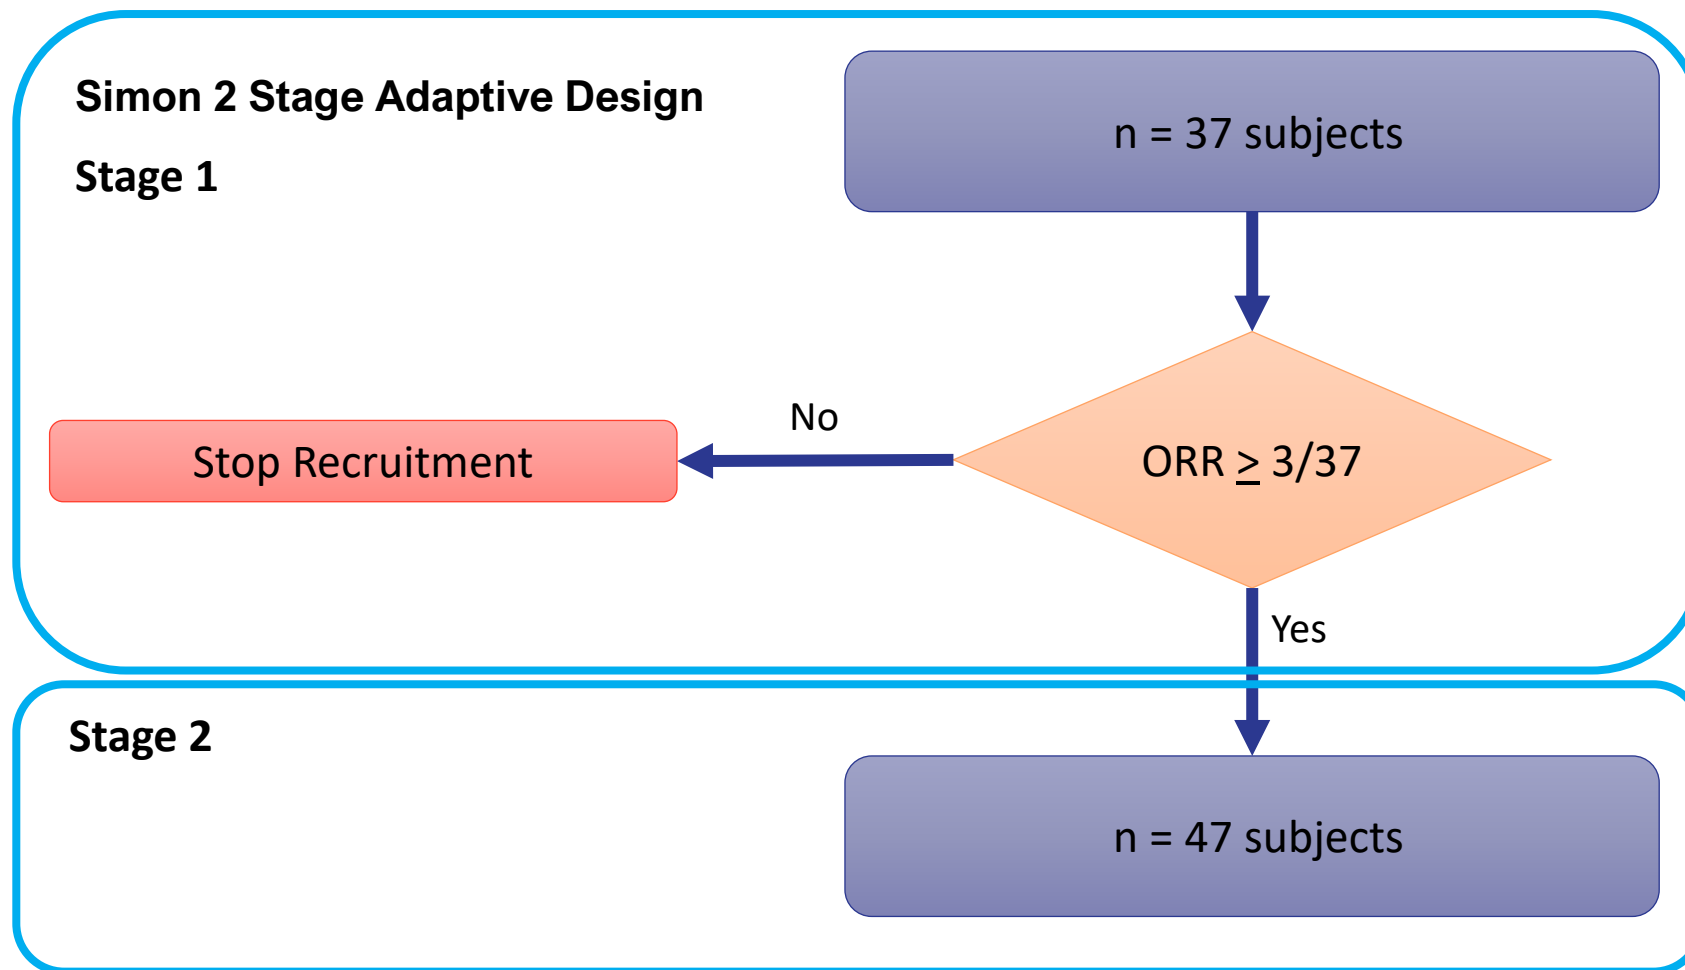 Simon 2 Stage Adaptive Design
Stage 1
n = 37 subjects
No
Stop Recruitment
ORR ≥ 3/37
Yes
Stage 2
n = 47 subjects